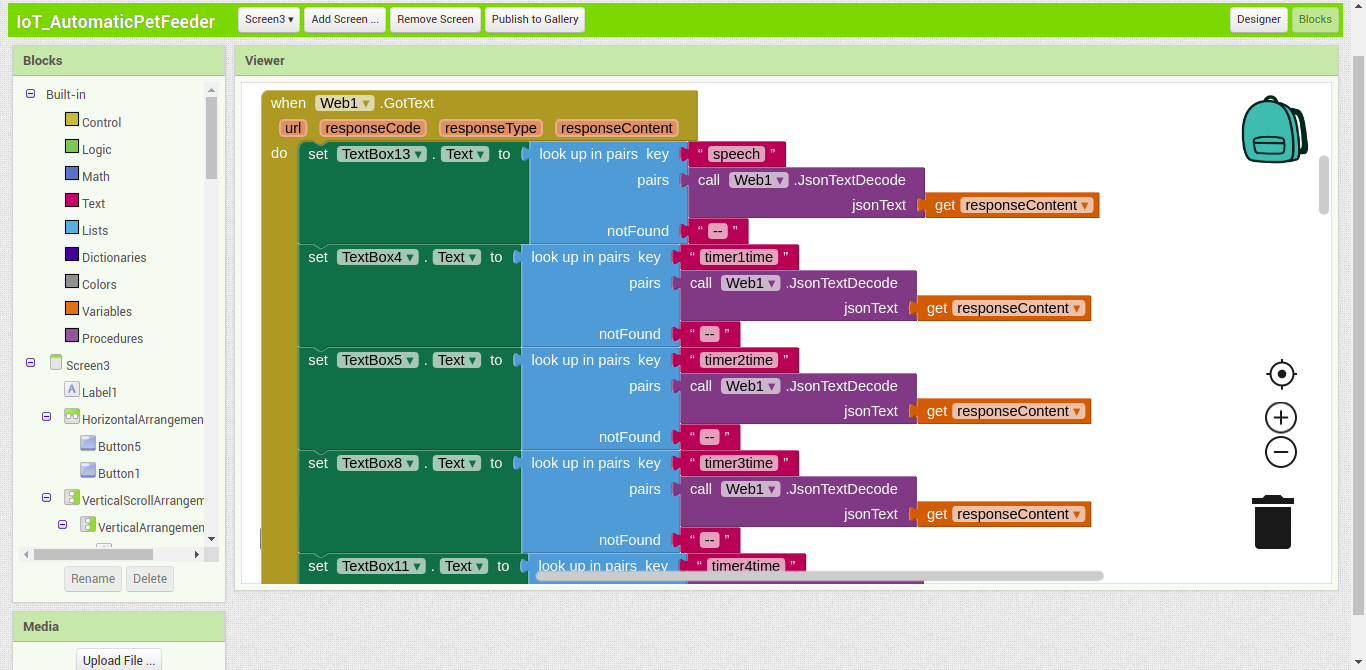 IoT_AutomaticPetFeeder Screen3 ▾ Add Screen ... Remove Screen Publish to Gallery Designer Blocks
Blocks
Built-in
Control
Logic
Math
Text
Lists
Dictionaries
Colors
Variables
Procedures
Screen3
A Label1
HorizontalArrangemen
Button5
Button1
VerticalScrollArrangem
VerticalArrangemen
Rename Delete
Media
Upload File ...
Viewer
when Web1 ▾ .GotText
url responseCode responseType responseContent
do set TextBox13 ▾ . Text ▾ to look up in pairs key “ speech ”
pairs call Web1 ▾ .JsonTextDecode
jsonText get responseContent ▾
notFound “ -- ”
set TextBox4 ▾ . Text ▾ to look up in pairs key “ timer1time ”
pairs call Web1 ▾ .JsonTextDecode
jsonText get responseContent ▾
notFound “ -- ”
set TextBox5 ▾ . Text ▾ to look up in pairs key “ timer2time ”
pairs call Web1 ▾ .JsonTextDecode
jsonText get responseContent ▾
notFound “ -- ”
set TextBox8 ▾ . Text ▾ to look up in pairs key “ timer3time ”
pairs call Web1 ▾ .JsonTextDecode
jsonText get responseContent ▾
notFound “ -- ”
set TextBox11 ▾ . Text ▾ to look up in pairs key “ timer4time ”